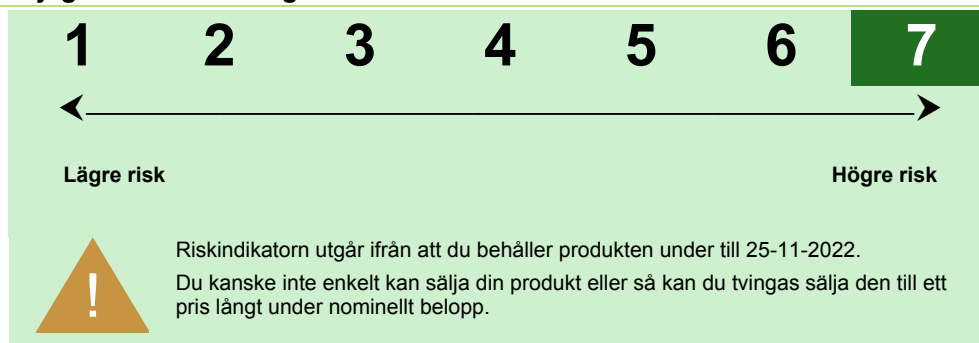 1 2 3 4 5 6 7
Lägre risk Högre risk
!
Riskindikatorn utgår ifrån att du behåller produkten under till 25-11-2022.
Du kanske inte enkelt kan sälja din produkt eller så kan du tvingas sälja den till ett
pris långt under nominellt belopp.